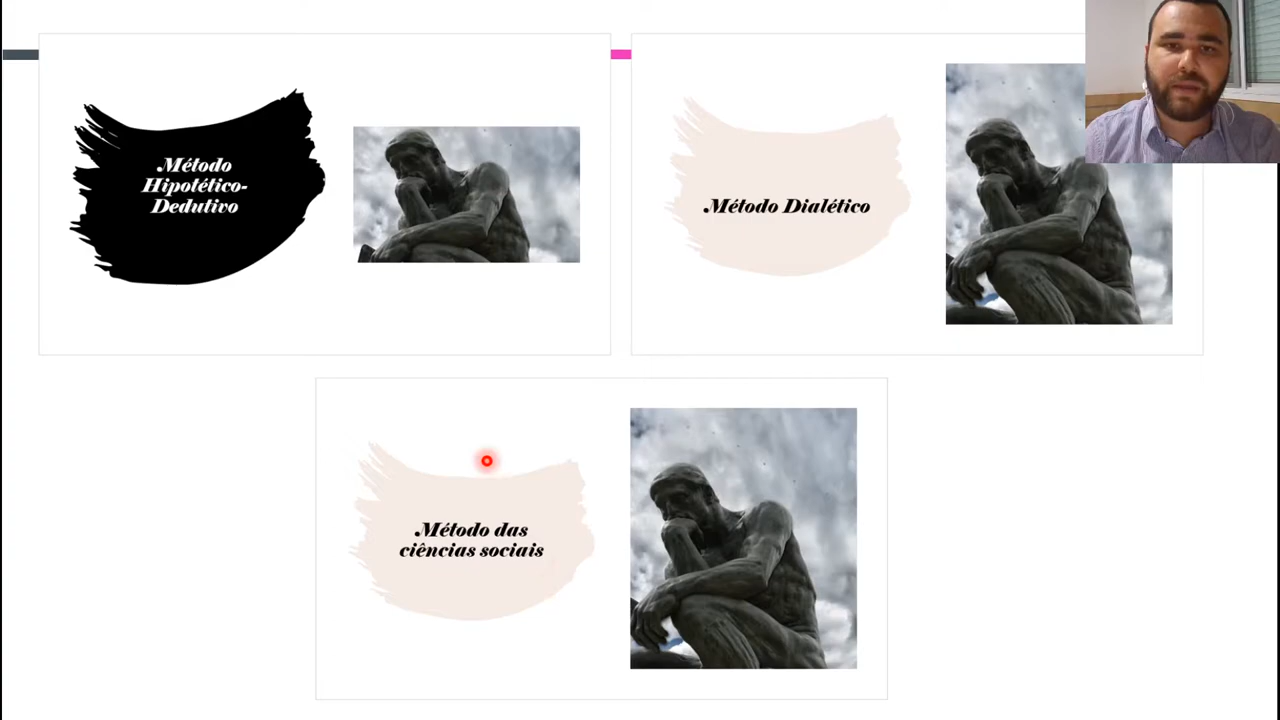 Método
Hipotético-
Dedutivo
Método Dialético
Método das
ciências sociais